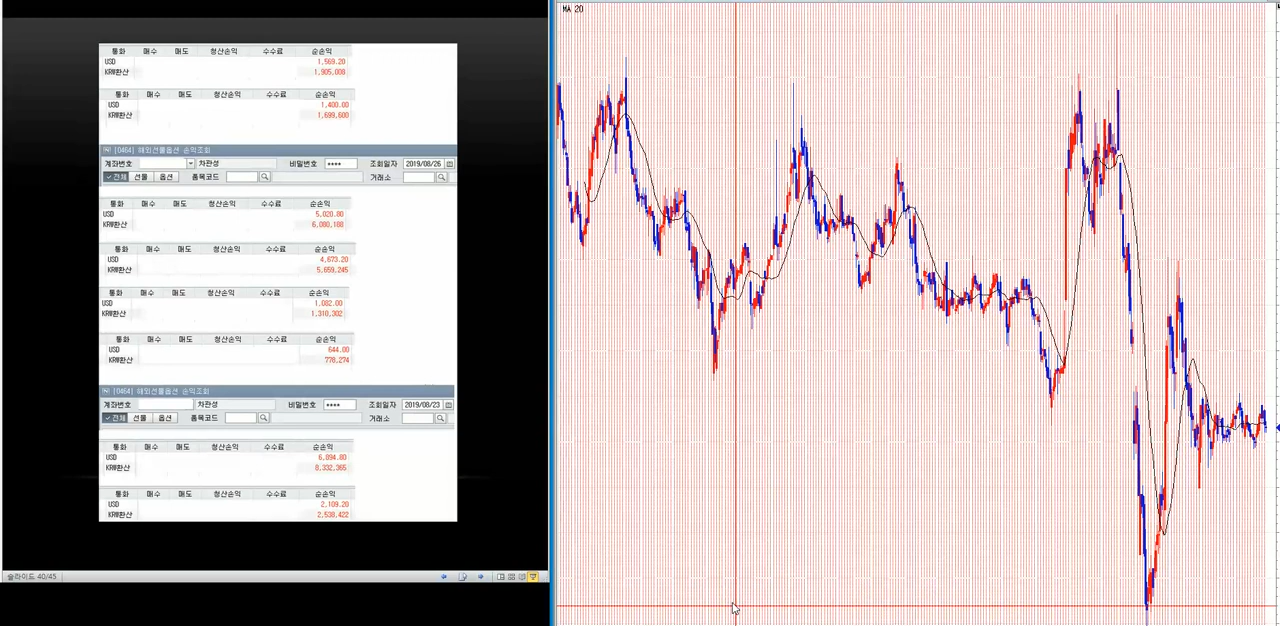 MA 20
통화 매수 매도 청산손익 수수료 순손익
USD 1,569.20
KRW환산 1,905,008
통화 매수 매도 청산손익 수수료 순손익
USD 1,400.00
KRW환산 1,699,600
[0464] 해외선물옵션 손익조회
계좌번호 차관성 비밀번호 **** 조회일자 2019/08/26
전체 선물 옵션 종목코드 거래소
통화 매수 매도 청산손익 수수료 순손익
USD 5,020.80
KRW환산 6,080,188
통화 매수 매도 청산손익 수수료 순손익
USD 4,673.20
KRW환산 5,659,245
통화 매수 매도 청산손익 수수료 순손익
USD 1,082.00
KRW환산 1,310,302
통화 매수 매도 청산손익 수수료 순손익
USD 644.00
KRW환산 778,274
[0464] 해외선물옵션 손익조회
계좌번호 차관성 비밀번호 **** 조회일자 2019/08/23
전체 선물 옵션 종목코드 거래소
통화 매수 매도 청산손익 수수료 순손익
USD 6,894.80
KRW환산 8,332,365
통화 매수 매도 청산손익 수수료 순손익
USD 2,109.20
KRW환산 2,538,422
슬라이드 40/45